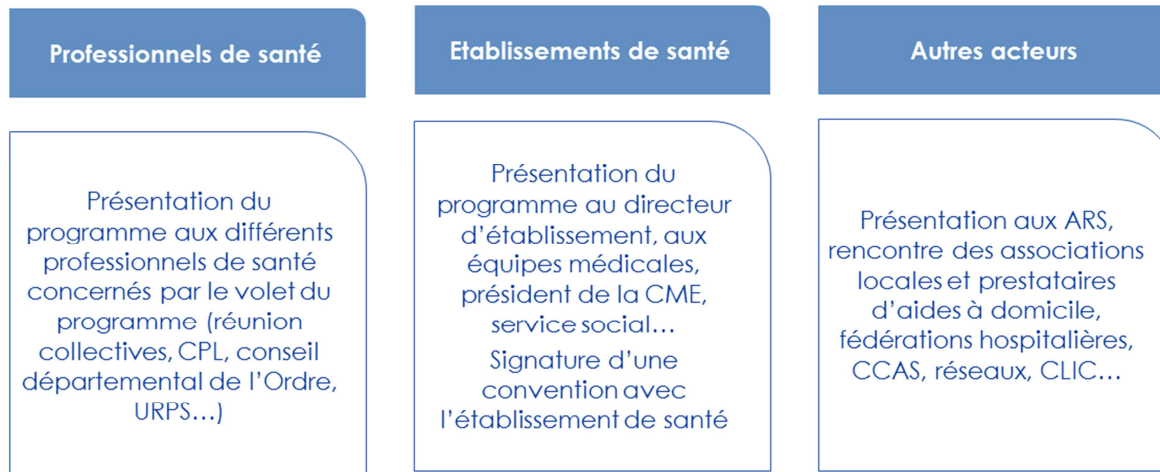 Professionnels de santé
Présentation du
programme aux différents
professionnels de santé
concernés par le volet du
programme (réunion
collectives, CPL, conseil
départemental de l'Ordre,
URPS...)
Etablissements de santé
Présentation du
programme au directeur
d'établissement, aux
équipes médicales,
président de la CME,
service social...
Signature d'une
convention avec
l'établissement de santé
Autres acteurs
Présentation aux ARS,
rencontre des associations
locales et prestataires
d'aides à domicile,
fédérations hospitalières,
CCAS, réseaux, CLIC...